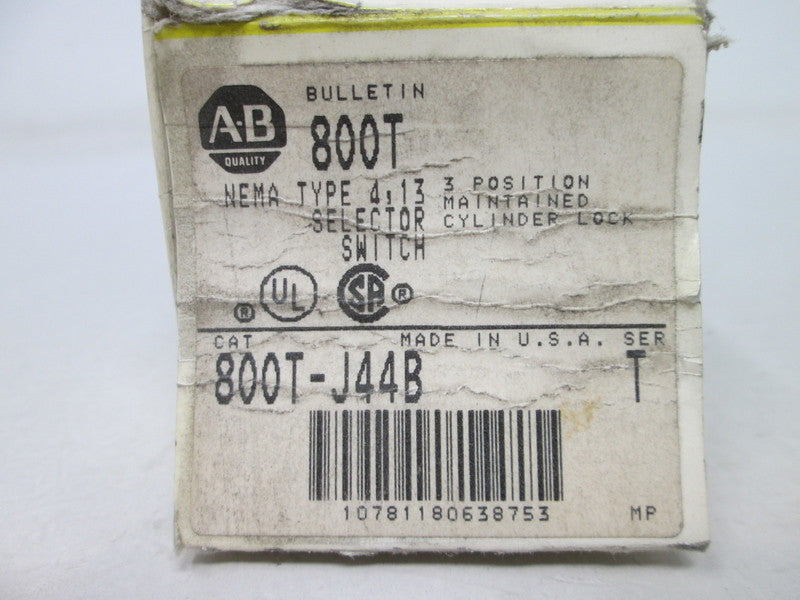 A·B
QUALITY
BULLETIN
800T
NEMA TYPE 4,13
SELECTOR
SWITCH
3 POSITION
MAINTAINED
CYLINDER LOCK
® UL
SA ®
CAT
MADE IN U.S.A. SER
800T-J44B
T
10781180638753
MP